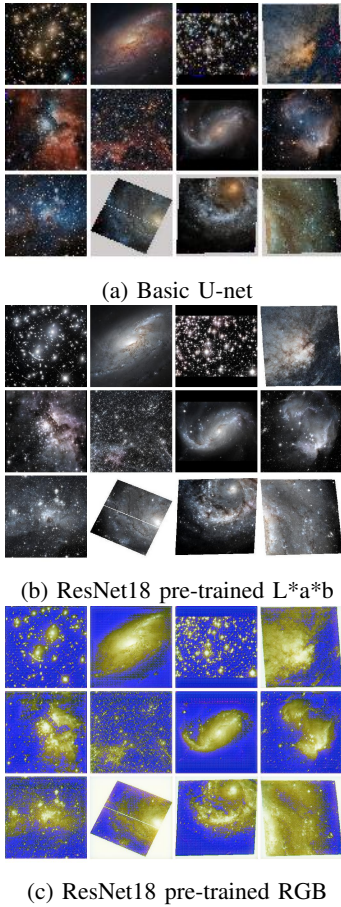 (a) Basic U-net
(b) ResNet18 pre-trained L*a*b
(c) ResNet18 pre-trained RGB